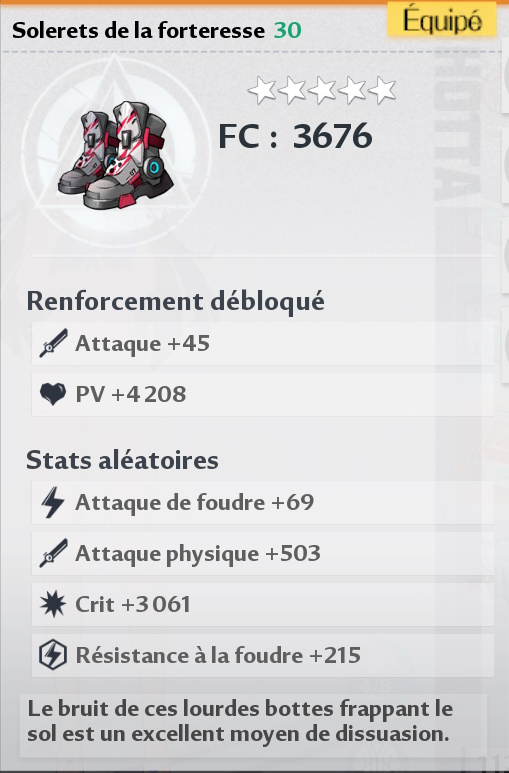 Solerets de la forteresse 30
Équipé
FC : 3676
Renforcement débloqué
Attaque +45
PV +4 208
Stats aléatoires
Attaque de foudre +69
Attaque physique +503
Crit +3 061
Résistance à la foudre +215
Le bruit de ces lourdes bottes frappant le
sol est un excellent moyen de dissuasion.